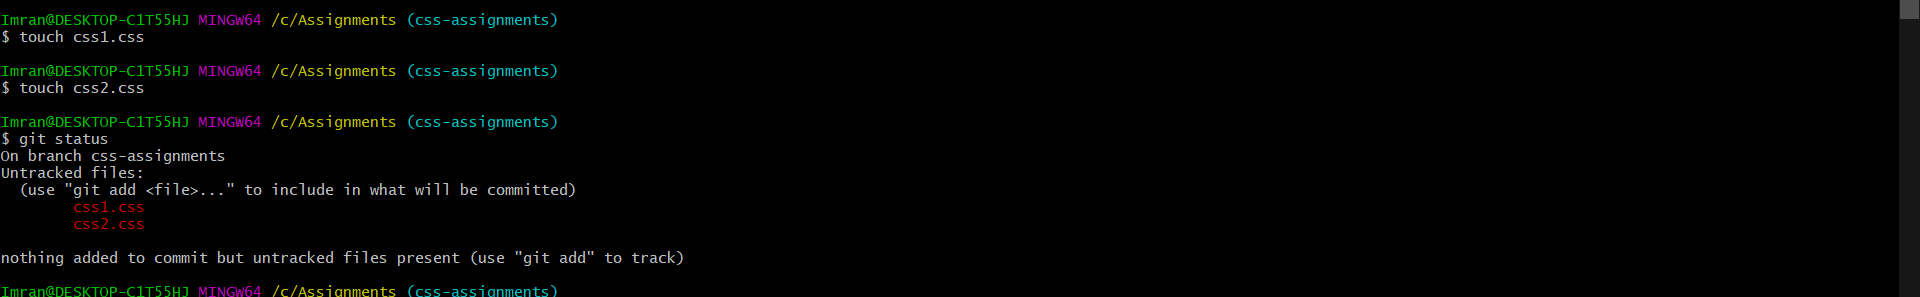 Imran@DESKTOP-C1T55HJ MINGW64 /c/Assignments (css-assignments)
$ touch css1.css
Imran@DESKTOP-C1T55HJ MINGW64 /c/Assignments (css-assignments)
$ touch css2.css
Imran@DESKTOP-C1T55HJ MINGW64 /c/Assignments (css-assignments)
$ git status
On branch css-assignments
Untracked files:
  (use "git add <file>..." to include in what will be committed)
        css1.css
        css2.css
nothing added to commit but untracked files present (use "git add" to track)
Imran@DESKTOP-C1T55HJ MINGW64 /c/Assignments (css-assignments)